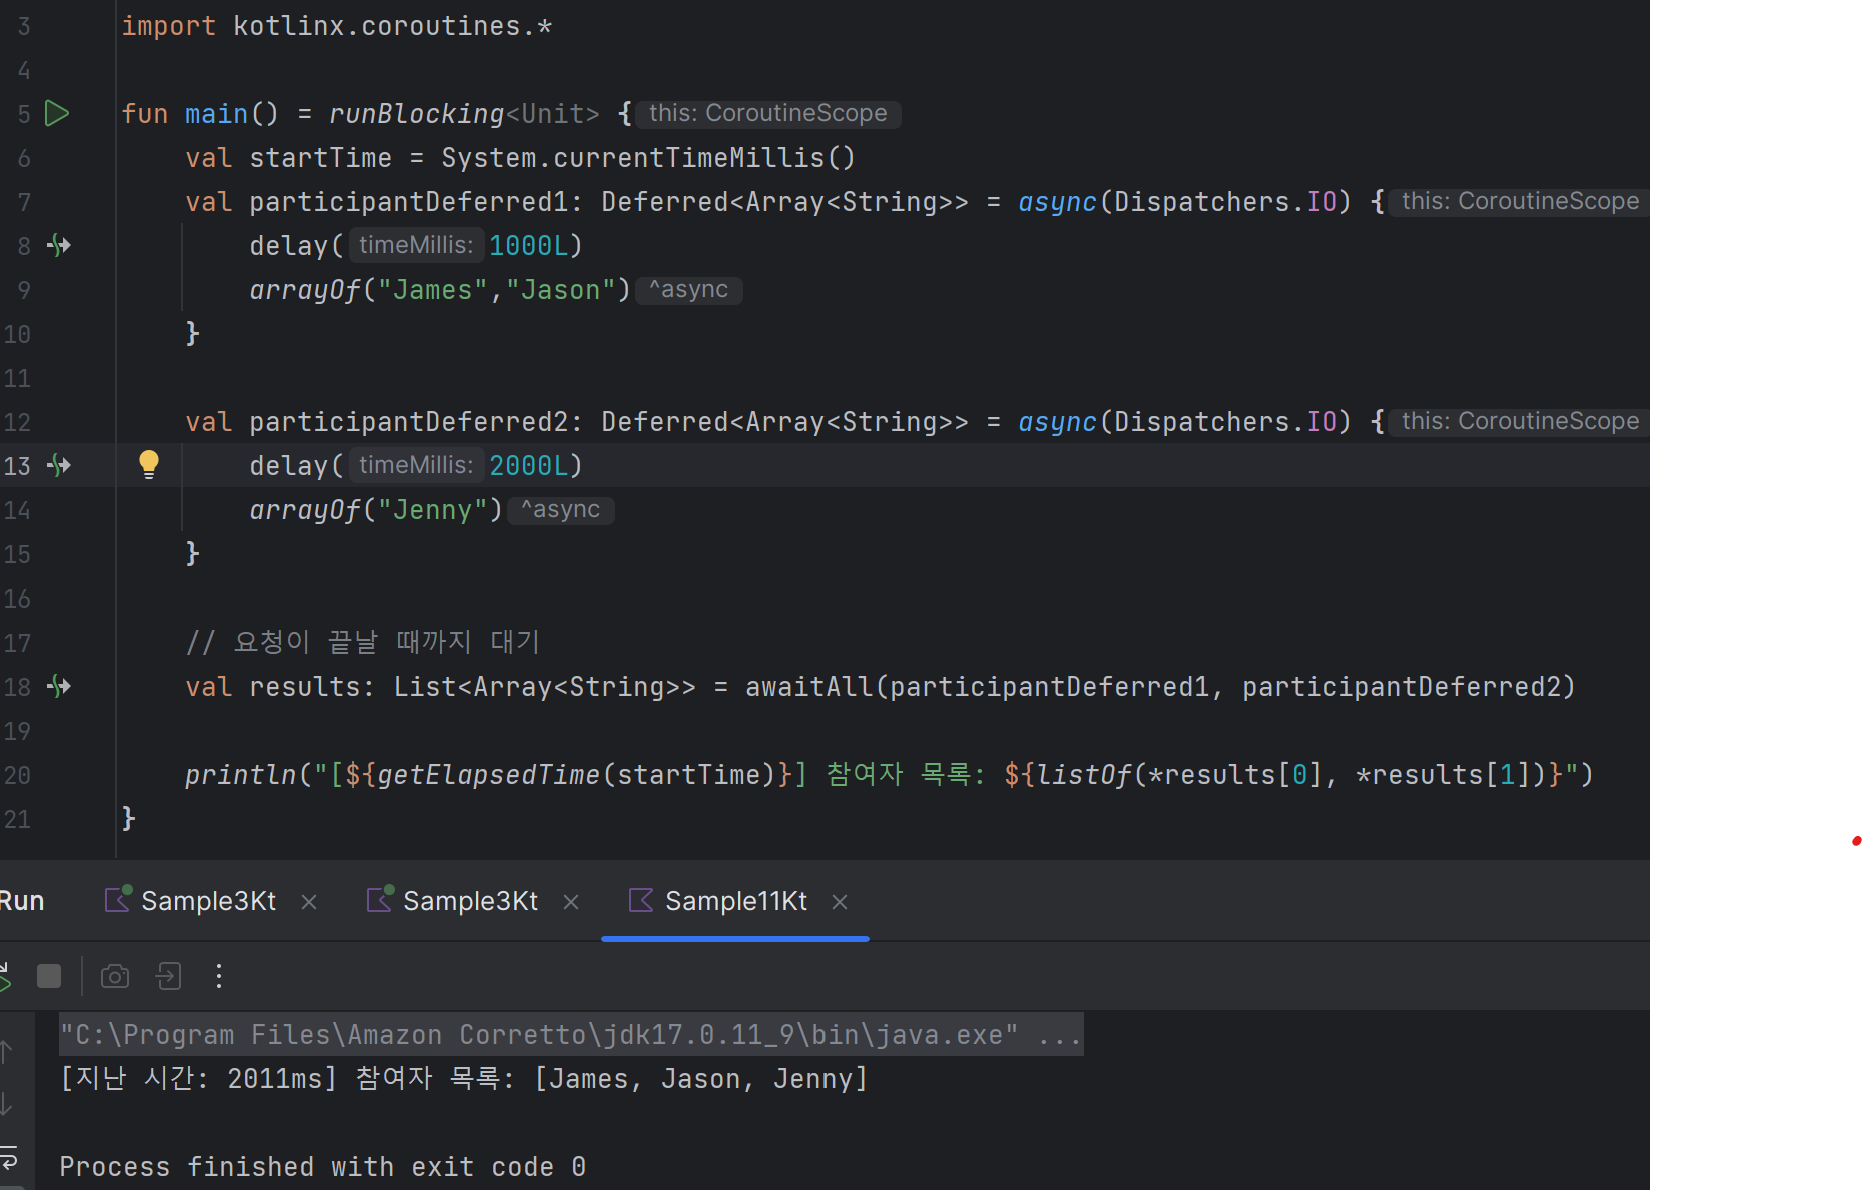 3 import kotlinx.coroutines.*
4
5 fun main() = runBlocking<Unit> { this: CoroutineScope
6 val startTime = System.currentTimeMillis()
7 val participantDeferred1: Deferred<Array<String>> = async(Dispatchers.IO) { this: CoroutineScope
8 delay( timeMillis: 1000L)
9 arrayOf("James","Jason") ^async
10 }
11
12 val participantDeferred2: Deferred<Array<String>> = async(Dispatchers.IO) { this: CoroutineScope
13 delay( timeMillis: 2000L)
14 arrayOf("Jenny") ^async
15 }
16
17 // 요청이 끝날 때까지 대기
18 val results: List<Array<String>> = awaitAll(participantDeferred1, participantDeferred2)
19
20 println("[${getElapsedTime(startTime)}] 참여자 목록: ${listOf(*results[0], *results[1])}")
21 }
Run Sample3Kt Sample3Kt Sample11Kt
"C:\Program Files\Amazon Corretto\jdk17.0.11_9\bin\java.exe" ...
[지난 시간: 2011ms] 참여자 목록: [James, Jason, Jenny]
Process finished with exit code 0